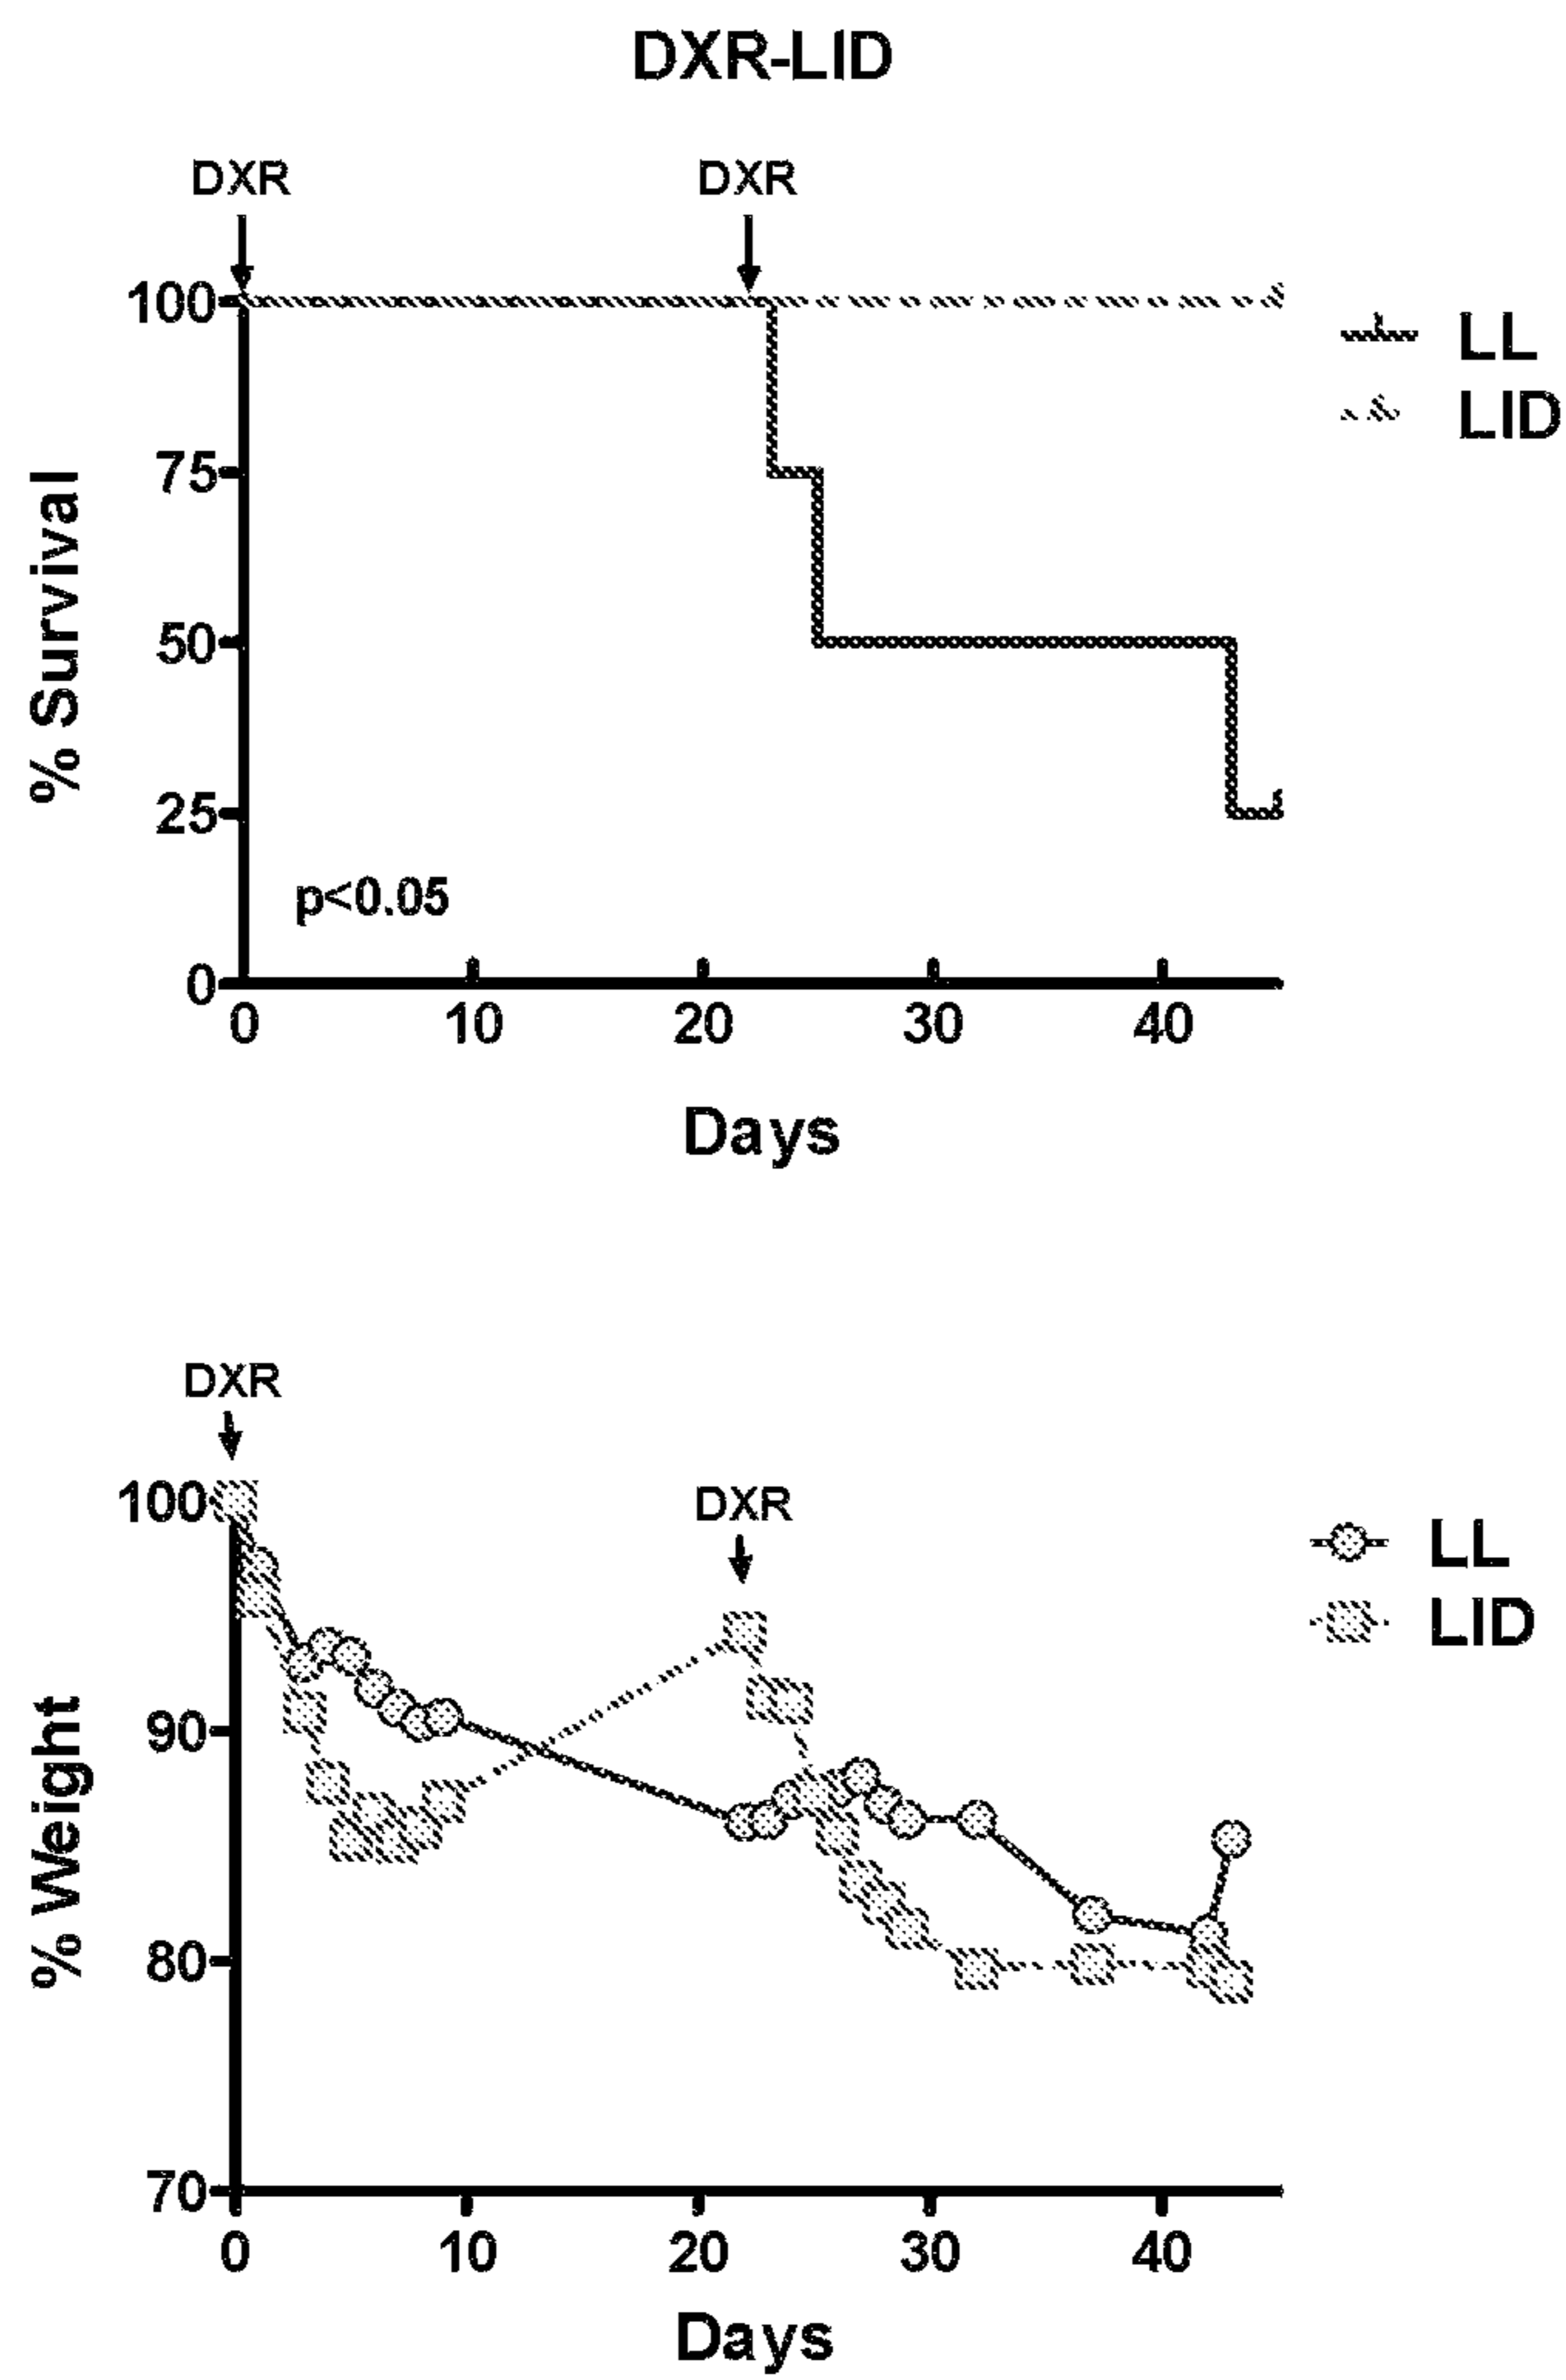 DXR-LID
DXR DXR
100
75
50
25
0
% Survival
p<0.05
0 10 20 30 40
Days
LL
LID
DXR
DXR
100
90
80
70
% Weight
0 10 20 30 40
Days
LL
LID